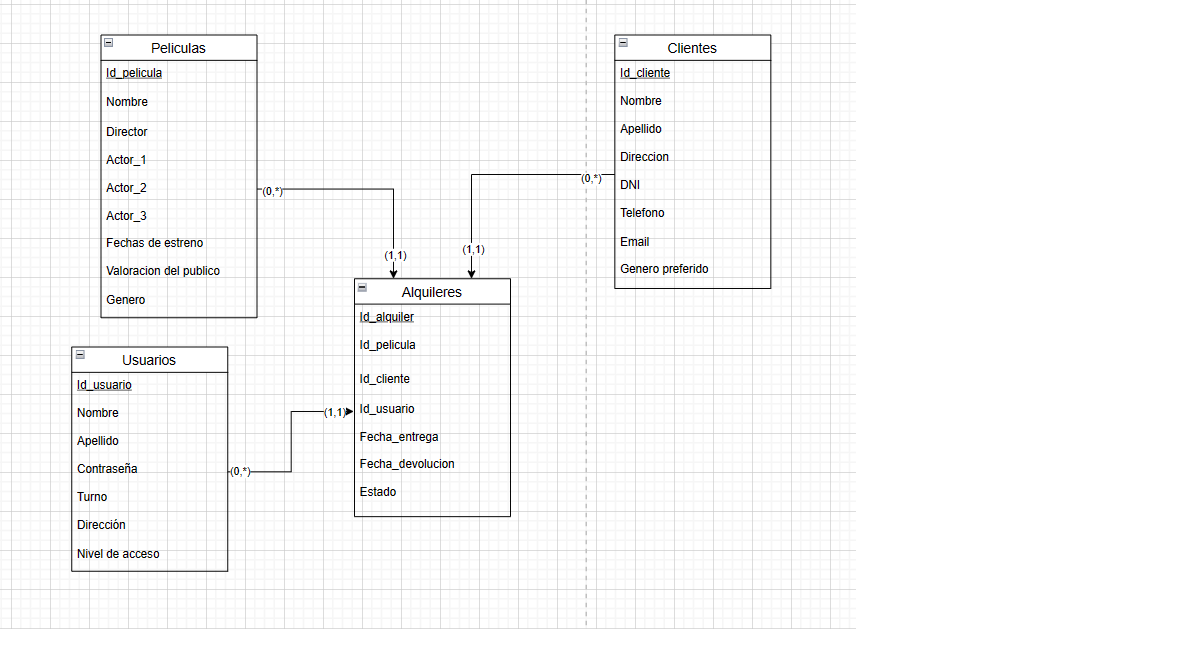 Peliculas
Id_pelicula
Nombre
Director
Actor_1
Actor_2
Actor_3
Fechas de estreno
Valoracion del publico
Genero
(0,*)
(1,1)
Clientes
Id_cliente
Nombre
Apellido
Direccion
DNI
Telefono
Email
Genero preferido
(0,*)
(1,1)
Alquileres
Id_alquiler
Id_pelicula
Id_cliente
Id_usuario
Fecha_entrega
Fecha_devolucion
Estado
Usuarios
Id_usuario
Nombre
Apellido
Contraseña
Turno
Dirección
Nivel de acceso
(0,*)
(1,1)